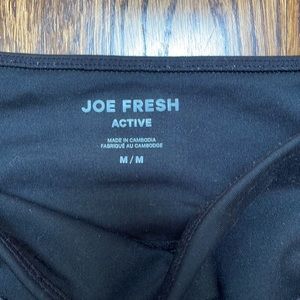 JOE FRESH
ACTIVE
MADE IN CAMBODIA
FABRIQUÉ AU CAMBODGE
M / M